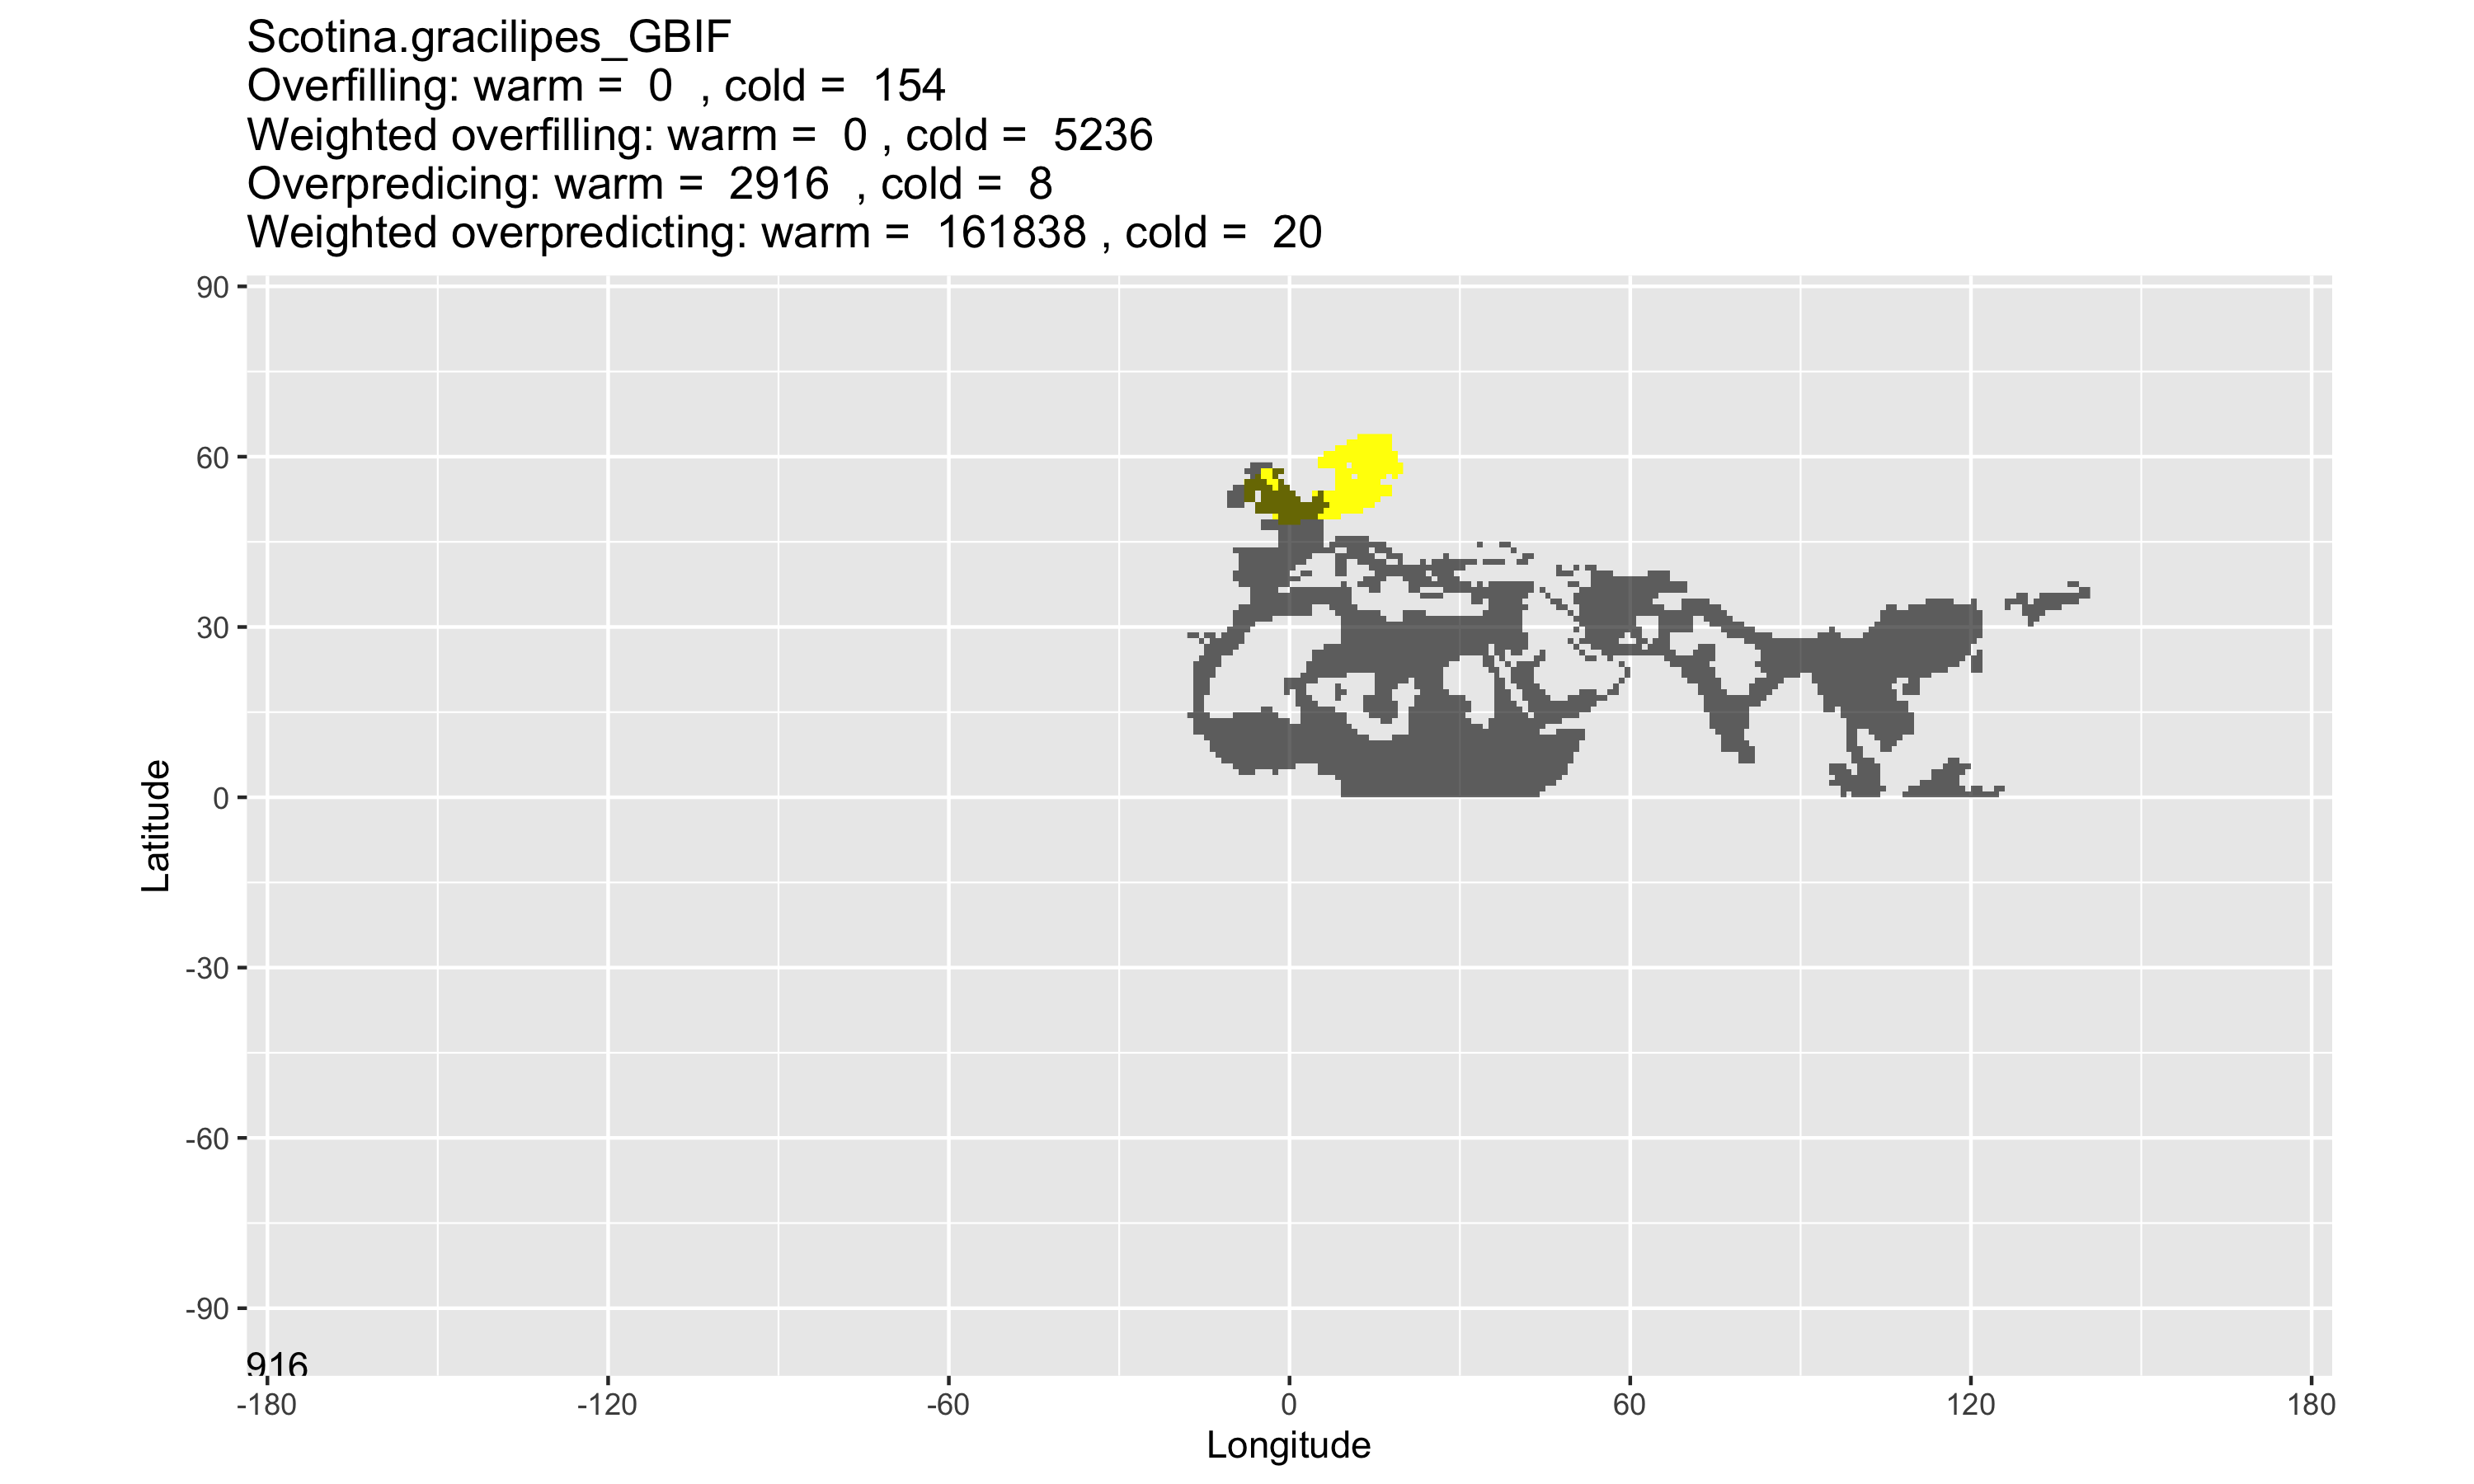 Scotina.gracilipes_GBIF
Overfilling: warm = 0 , cold = 154
Weighted overfilling: warm = 0 , cold = 5236
Overpredicing: warm = 2916 , cold = 8
Weighted overpredicting: warm = 161838 , cold = 20
90
60
30
0
-30
-60
-90
Latitude
916
-180 -120 -60 0 60 120 180
Longitude